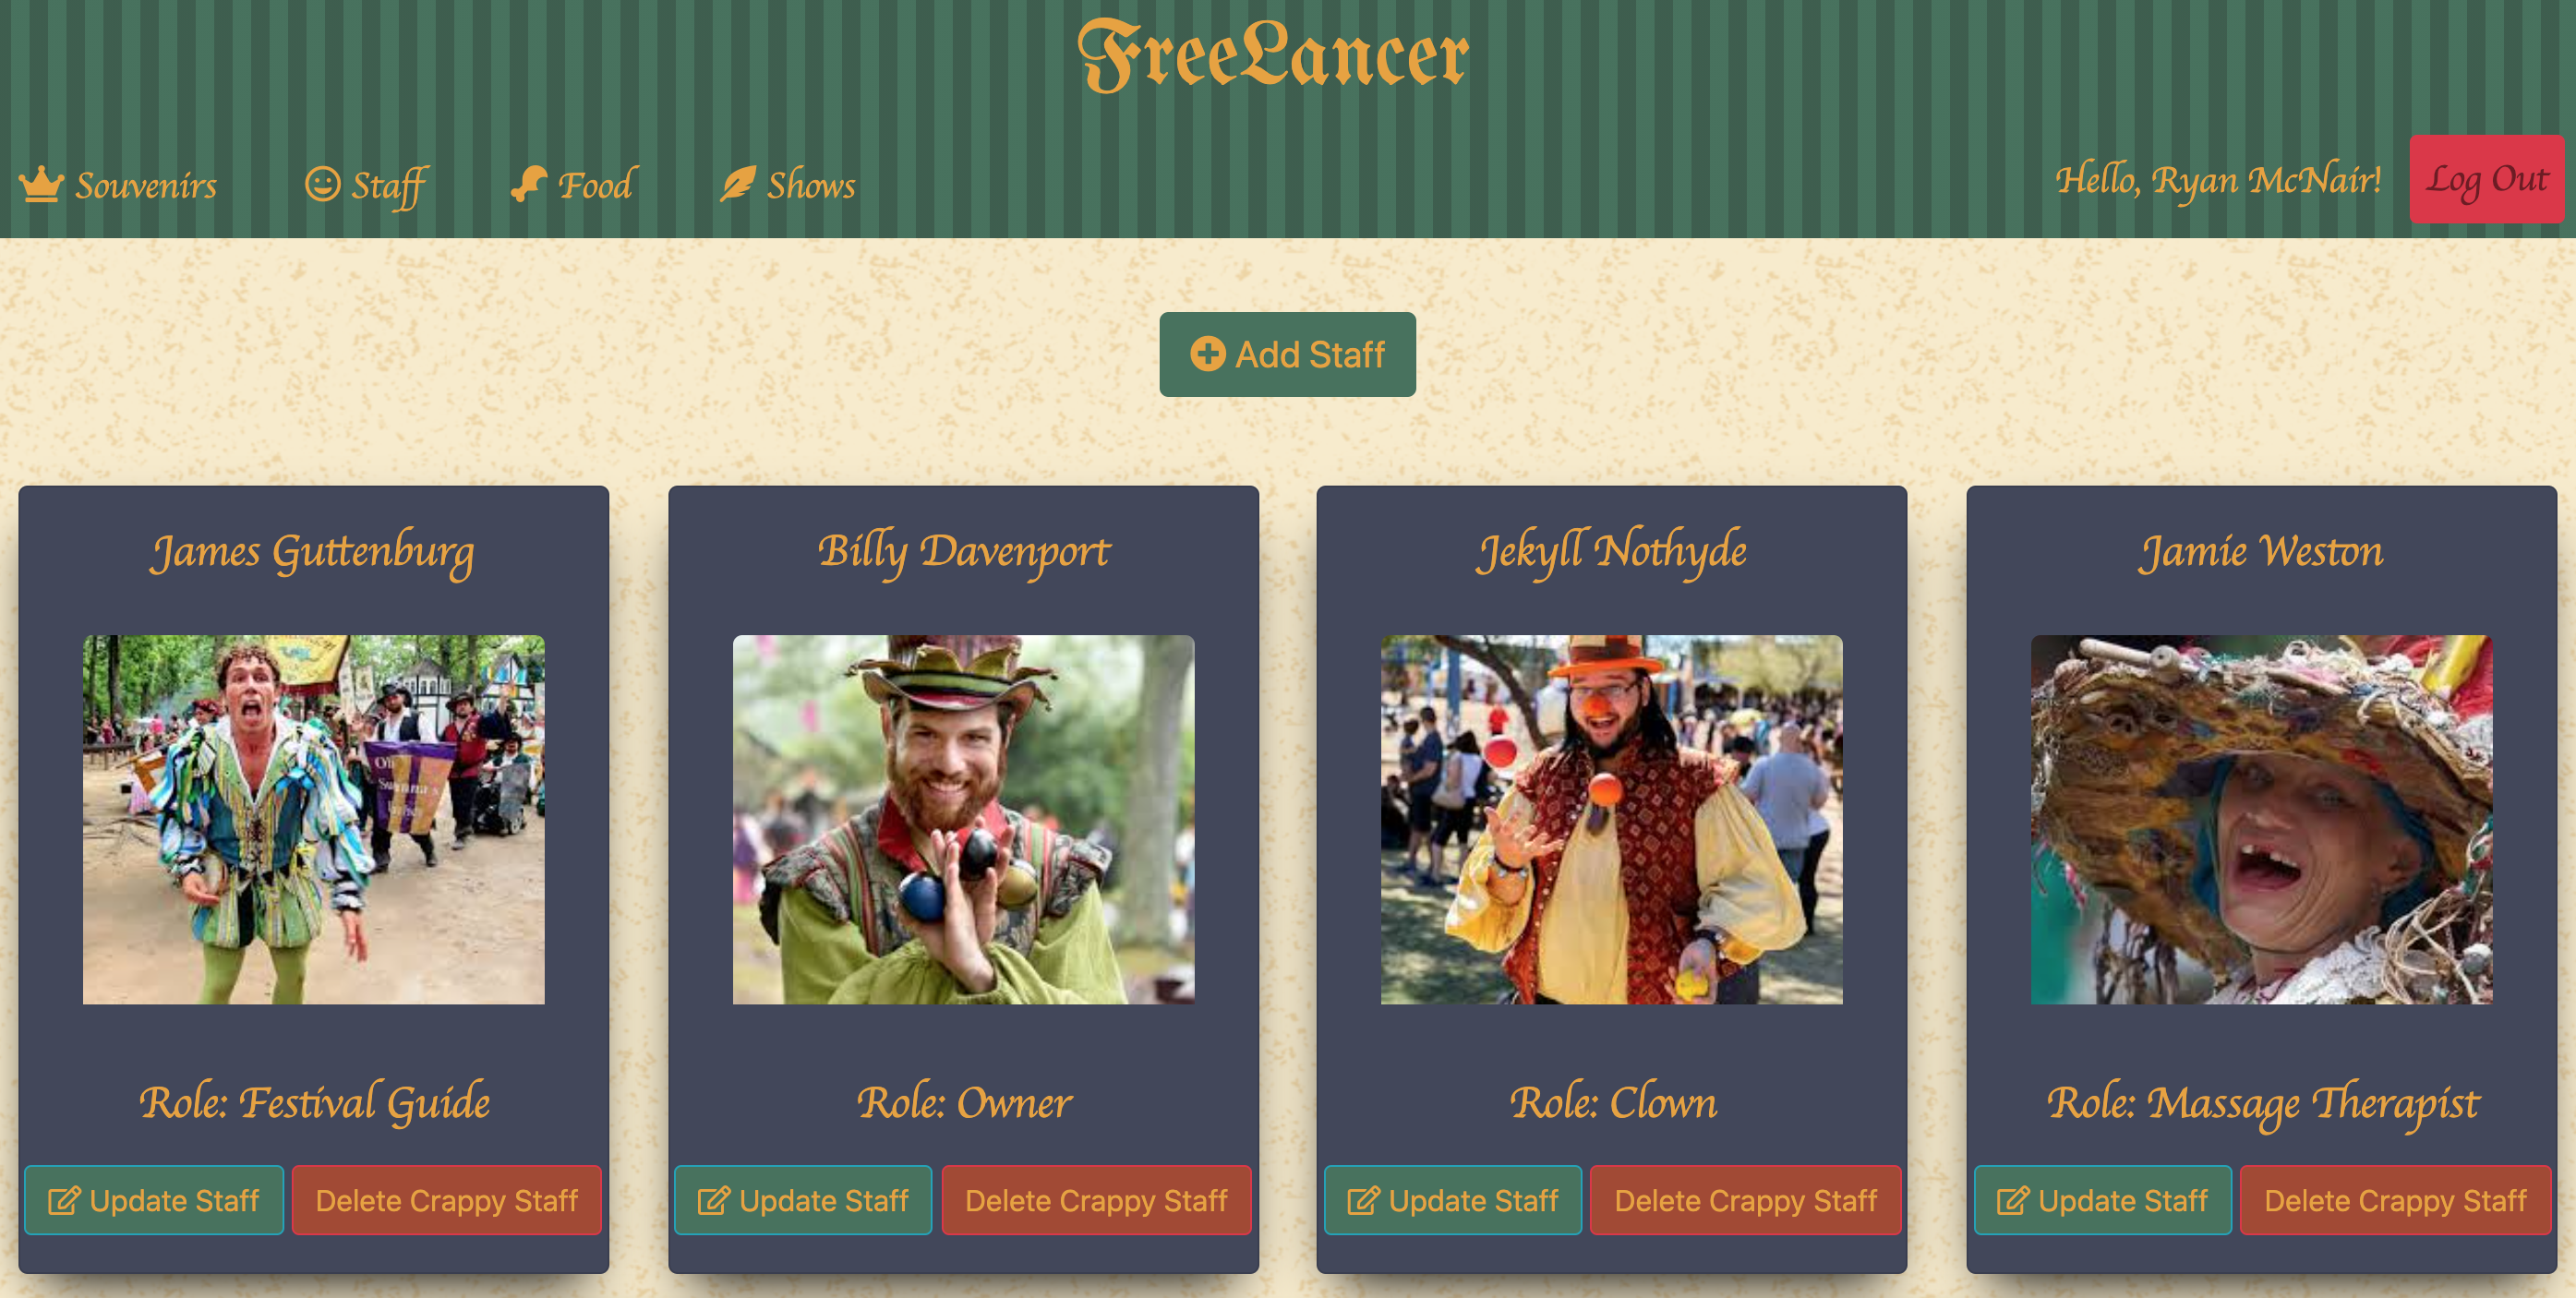 FreeLancer
Souvenirs Staff Food Shows Hello, Ryan McNair! Log Out
Add Staff
James Guttenburg Billy Davenport Jekyll Nothyde Jamie Weston
Role: Festival Guide Role: Owner Role: Clown Role: Massage Therapist
Update Staff Delete Crappy Staff Update Staff Delete Crappy Staff Update Staff Delete Crappy Staff Update Staff Delete Crappy Staff